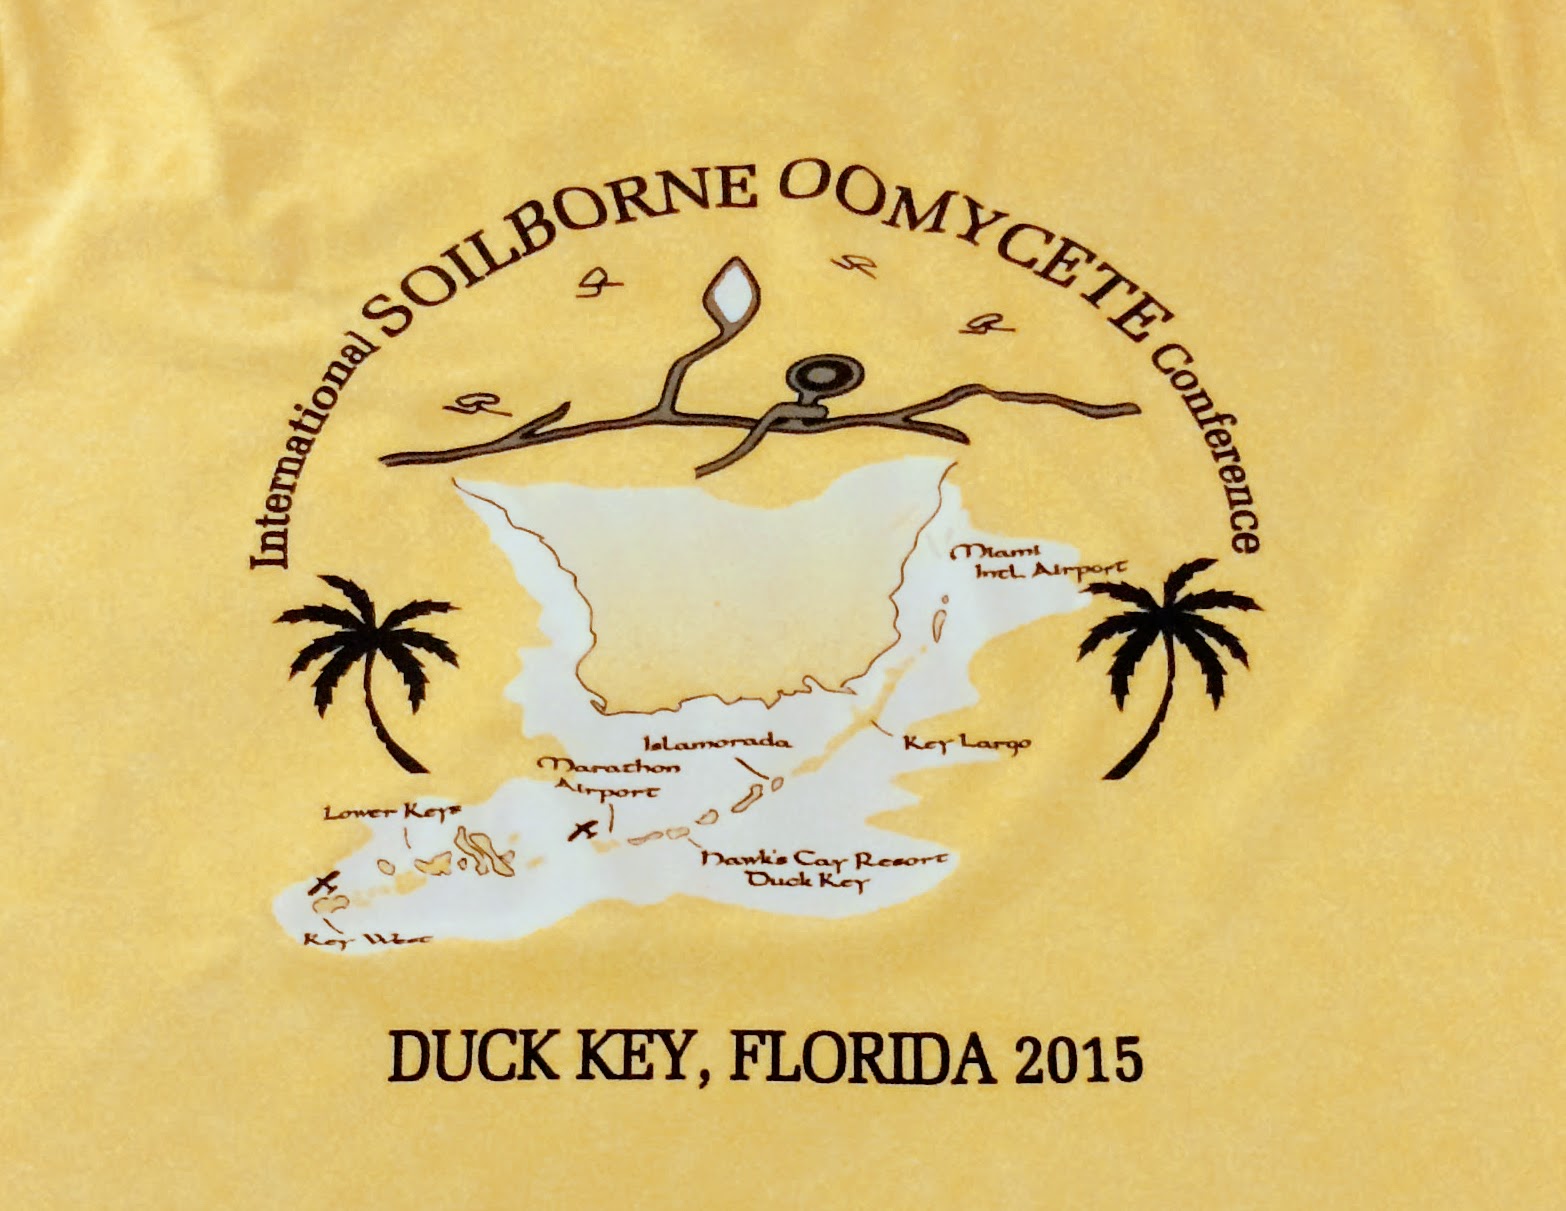 International SOILBORNE OOMYCETE Conference
Miami
Intl. Airport
Islamorada
Key Largo
Marathon
Airport
Lower Keys
Hawk's Cay Resort
Duck Key
Key West
DUCK KEY, FLORIDA 2015